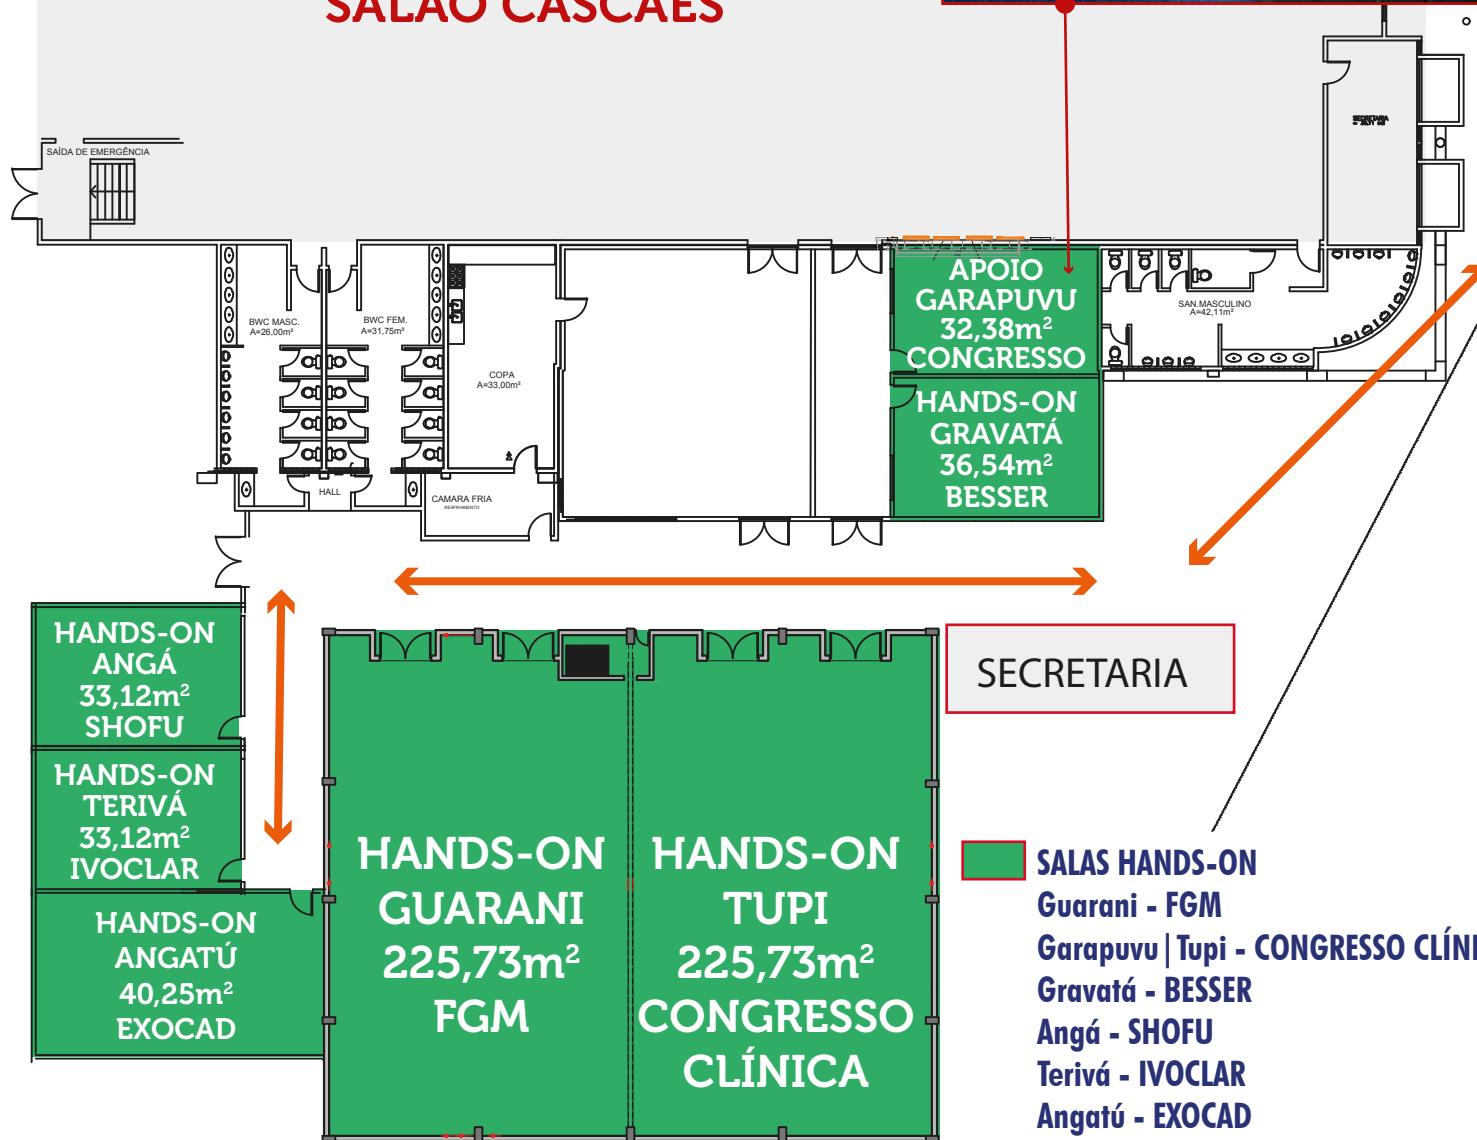 SALÃO CASCAES
SAÍDA DE EMERGÊNCIA
SECRETARIA
BWC MASC.
A=26,00m²
BWC FEM.
A=31,75m²
COPA
A=33,00m²
HALL
CAMARA FRIA
RESFRIAMENTO
APOIO
GARAPUVU
32,38m²
CONGRESSO
HANDS-ON
GRAVATÁ
36,54m²
BESSER
SAN.MASCULINO
A=42,11m²
HANDS-ON
ANGÁ
33,12m²
SHOFU
HANDS-ON
TERIVÁ
33,12m²
IVOCLAR
HANDS-ON
ANGATÚ
40,25m²
EXOCAD
HANDS-ON
GUARANI
225,73m²
FGM
HANDS-ON
TUPI
225,73m²
CONGRESSO
CLÍNICA
SECRETARIA
SALAS HANDS-ON
Guarani - FGM
Garapuvu|Tupi - CONGRESSO CLÍNI
Gravatá - BESSER
Angá - SHOFU
Terivá - IVOCLAR
Angatú - EXOCAD